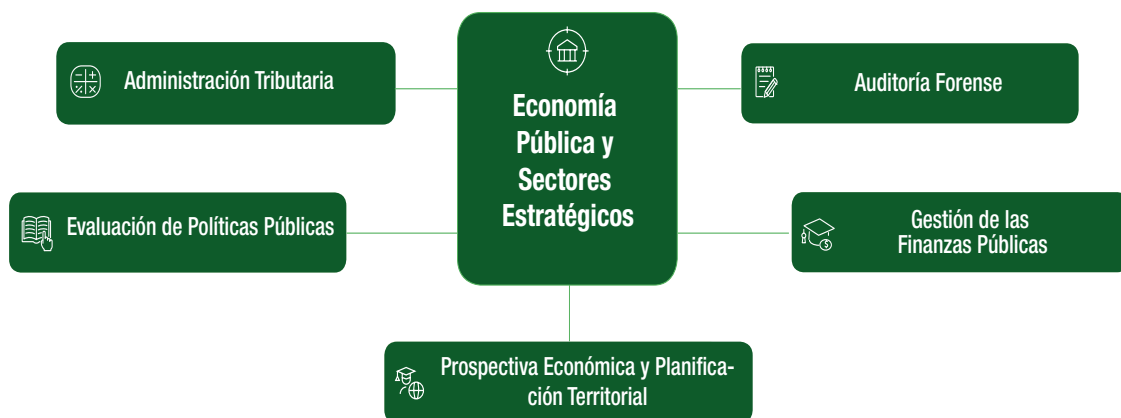 Administración Tributaria
Economía
Pública y
Sectores
Estratégicos
Auditoría Forense
Evaluación de Políticas Públicas
Gestión de las
Finanzas Públicas
Prospectiva Económica y Planifica-
ción Territorial